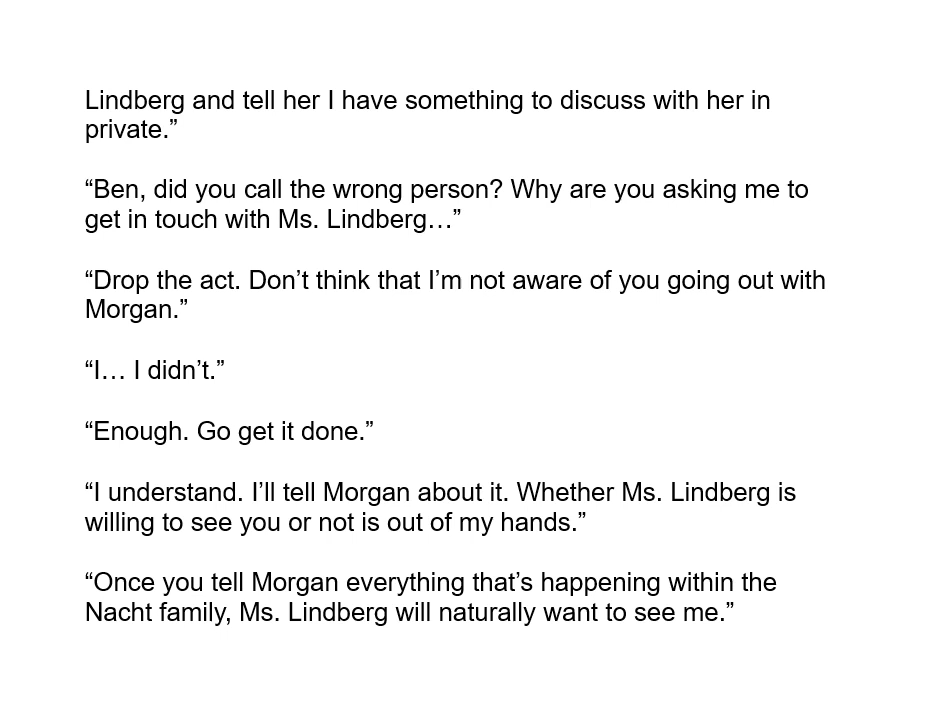 Lindberg and tell her I have something to discuss with her in
private.”
“Ben, did you call the wrong person? Why are you asking me to
get in touch with Ms. Lindberg…”
“Drop the act. Don’t think that I’m not aware of you going out with
Morgan.”
“I… I didn’t.”
“Enough. Go get it done.”
“I understand. I’ll tell Morgan about it. Whether Ms. Lindberg is
willing to see you or not is out of my hands.”
“Once you tell Morgan everything that’s happening within the
Nacht family, Ms. Lindberg will naturally want to see me.”